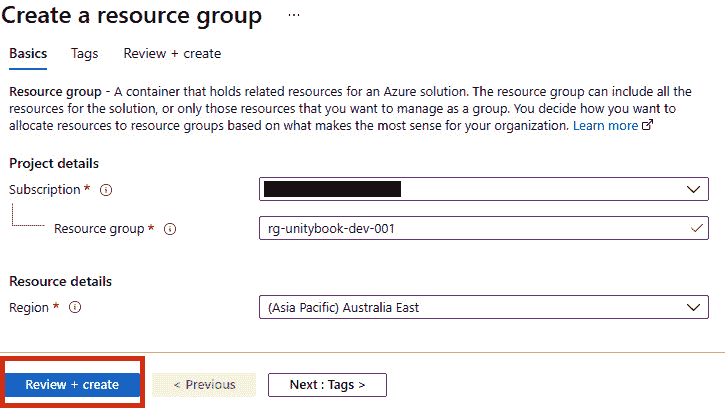 Create a resource group ...
Basics Tags Review + create
Resource group - A container that holds related resources for an Azure solution. The resource group can include all the
resources for the solution, or only those resources that you want to manage as a group. You decide how you want to
allocate resources to resource groups based on what makes the most sense for your organization. Learn more
Project details
Subscription *
Resource group * rg-unitybook-dev-001
Resource details
Region * (Asia Pacific) Australia East
Review + create < Previous Next : Tags >